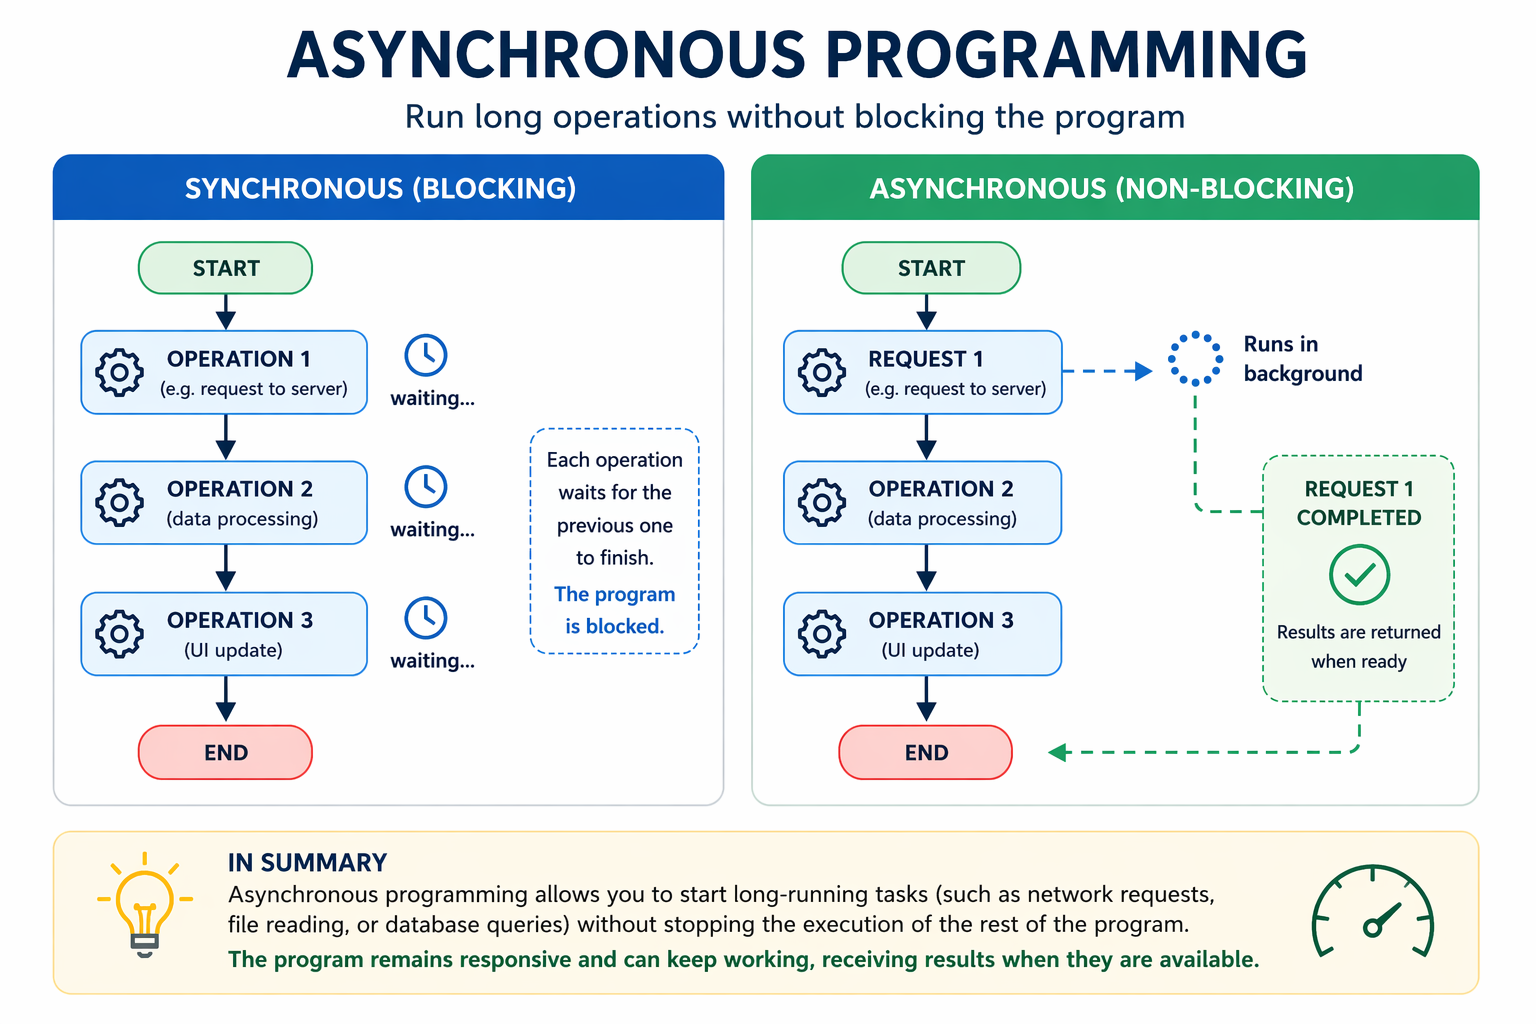 ASYNCHRONOUS PROGRAMMING
Run long operations without blocking the program
SYNCHRONOUS (BLOCKING)
START
OPERATION 1
(e.g. request to server)
waiting...
OPERATION 2
(data processing)
waiting...
OPERATION 3
(UI update)
waiting...
END
Each operation
waits for the
previous one
to finish.
The program
is blocked.
ASYNCHRONOUS (NON-BLOCKING)
START
REQUEST 1
(e.g. request to server)
Runs in
background
OPERATION 2
(data processing)
OPERATION 3
(UI update)
END
REQUEST 1
COMPLETED
Results are returned
when ready
IN SUMMARY
Asynchronous programming allows you to start long-running tasks (such as network requests,
file reading, or database queries) without stopping the execution of the rest of the program.
The program remains responsive and can keep working, receiving results when they are available.